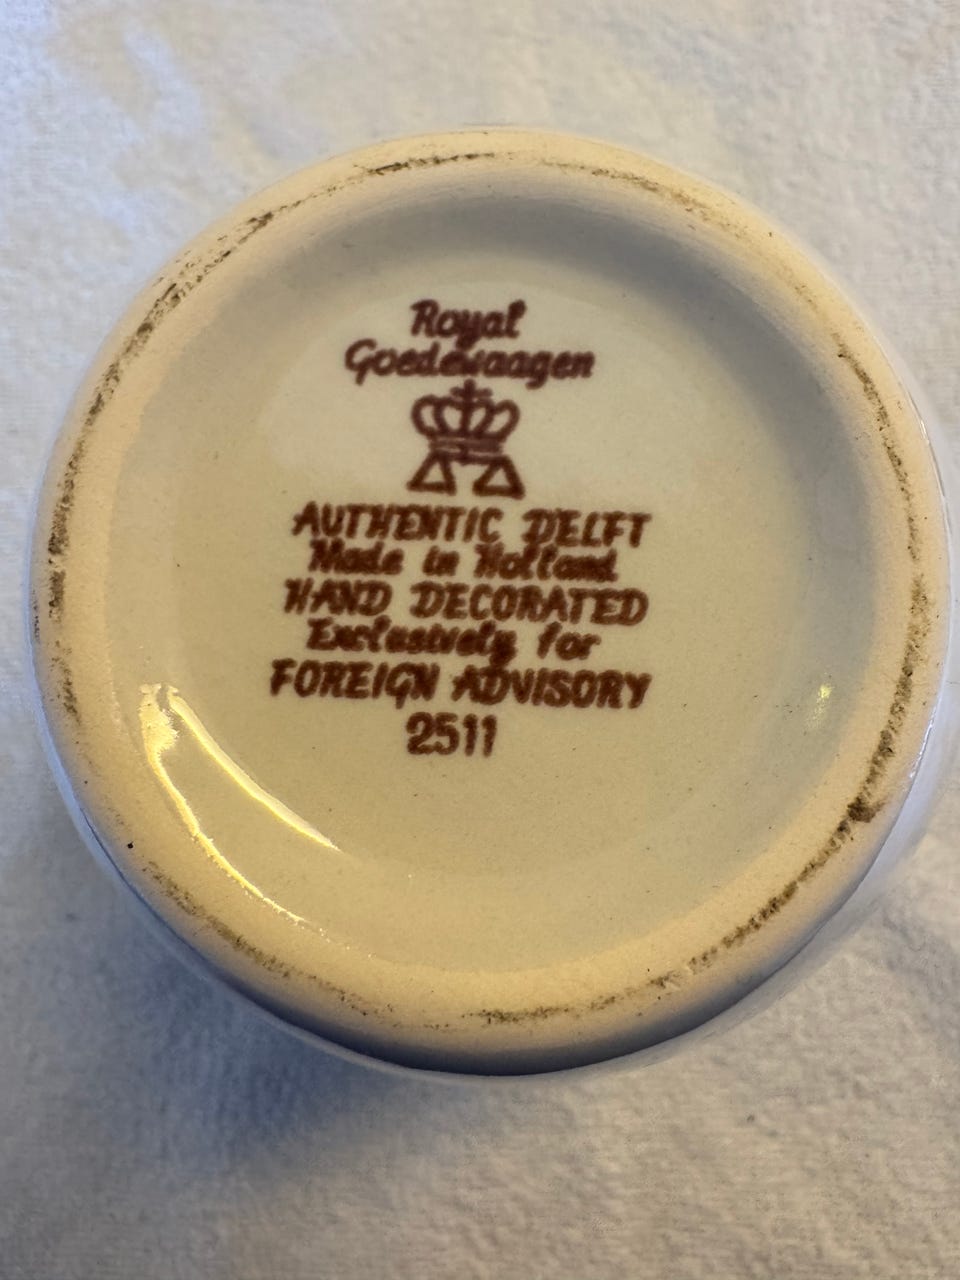 Royal
Goedewaagen
AUTHENTIC DELFT
Made in Holland
HAND DECORATED
Exclusively for
FOREIGN ADVISORY
2511